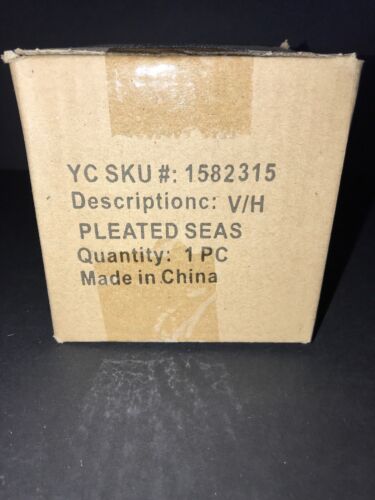 YC SKU #: 1582315
Descriptionc: V/H
PLEATED SEAS
Quantity: 1 PC
Made in China